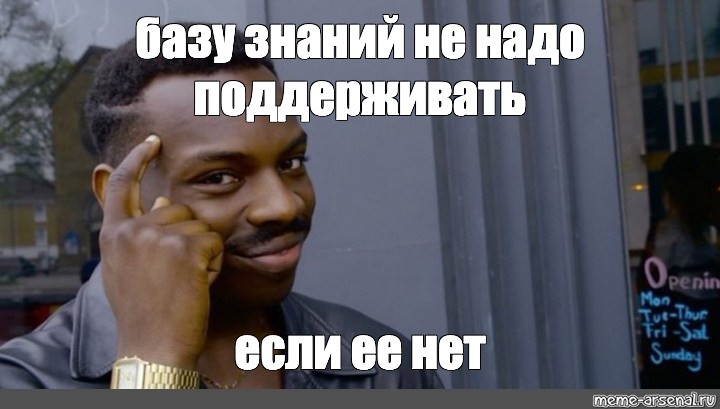 базу знаний не надо
поддерживать
если ее нет
Opening
Mon
Tue-Thur
Fri-Sat
Sunday
meme-arsenal.ru